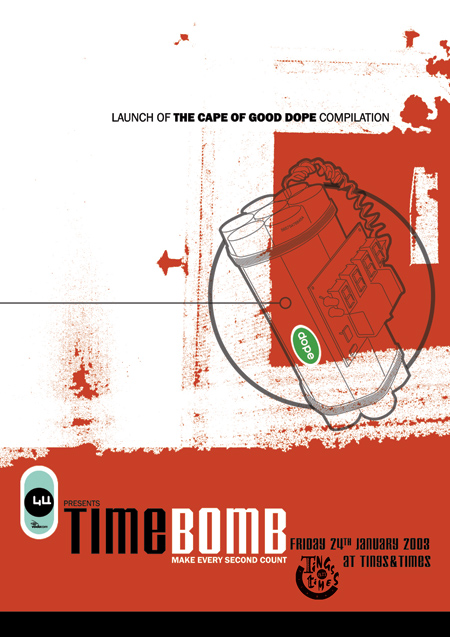 LAUNCH OF THE CAPE OF GOOD DOPE COMPILATION
dope
4U
PRESENTS
TIMEBOMB
MAKE EVERY SECOND COUNT
FRIDAY 24TH JANUARY 2003
AT TINGS&TIMES
TINGS
TIMES